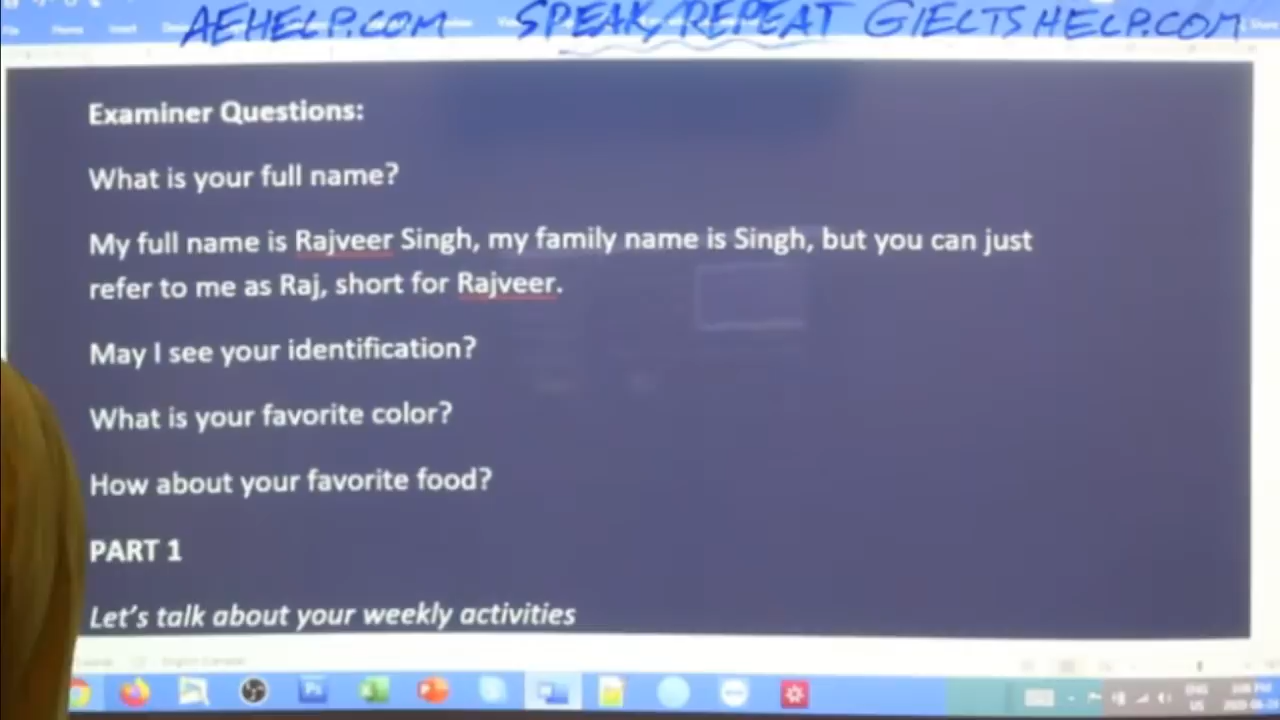 AEHELP.COM SPEAK/REPEAT GIELTSHELP.COM
Examiner Questions:
What is your full name?
My full name is Rajveer Singh, my family name is Singh, but you can just
refer to me as Raj, short for Rajveer.
May I see your identification?
What is your favorite color?
How about your favorite food?
PART 1
Let's talk about your weekly activities
Ps
ENG
US